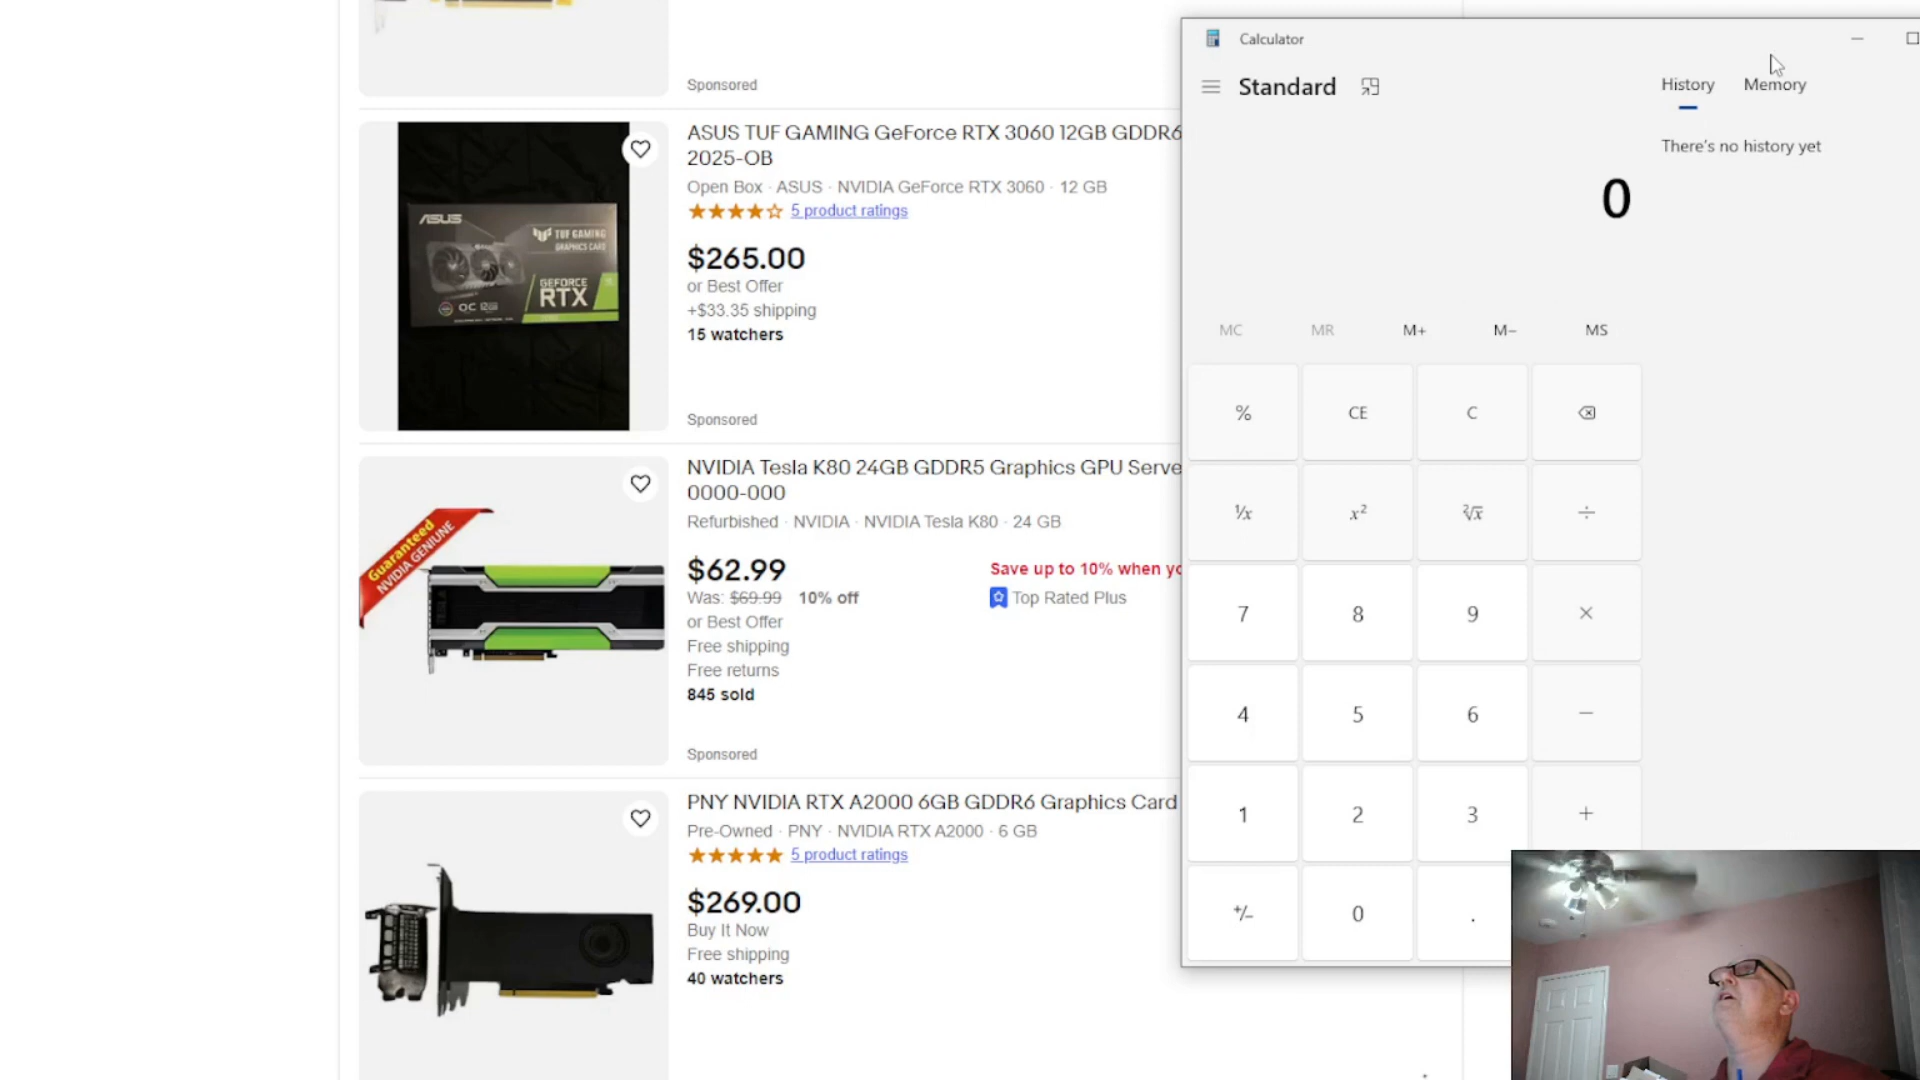 Sponsored
ASUS TUF GAMING GeForce RTX 3060 12GB GDDR6
2025-OB
Open Box · ASUS · NVIDIA GeForce RTX 3060 · 12 GB
5 product ratings
$265.00
or Best Offer
+$33.35 shipping
15 watchers
Sponsored
ASUS
TUF GAMING
GRAPHICS CARD
GEFORCE
RTX
OC
NVIDIA Tesla K80 24GB GDDR5 Graphics GPU Serve
0000-000
Refurbished · NVIDIA · NVIDIA Tesla K80 · 24 GB
$62.99
Was: $69.99 10% off
or Best Offer
Free shipping
Free returns
845 sold
Save up to 10% when yo
Top Rated Plus
Sponsored
Guaranteed
NVIDIA GENIUNE
PNY NVIDIA RTX A2000 6GB GDDR6 Graphics Card
Pre-Owned · PNY · NVIDIA RTX A2000 · 6 GB
5 product ratings
$269.00
Buy It Now
Free shipping
40 watchers
Calculator
Standard
History Memory
There's no history yet
0
MC MR M+ M− MS
% CE C
⅟x x² ²√x ÷
7 8 9 ×
4 5 6 −
1 2 3 +
+/− 0 .